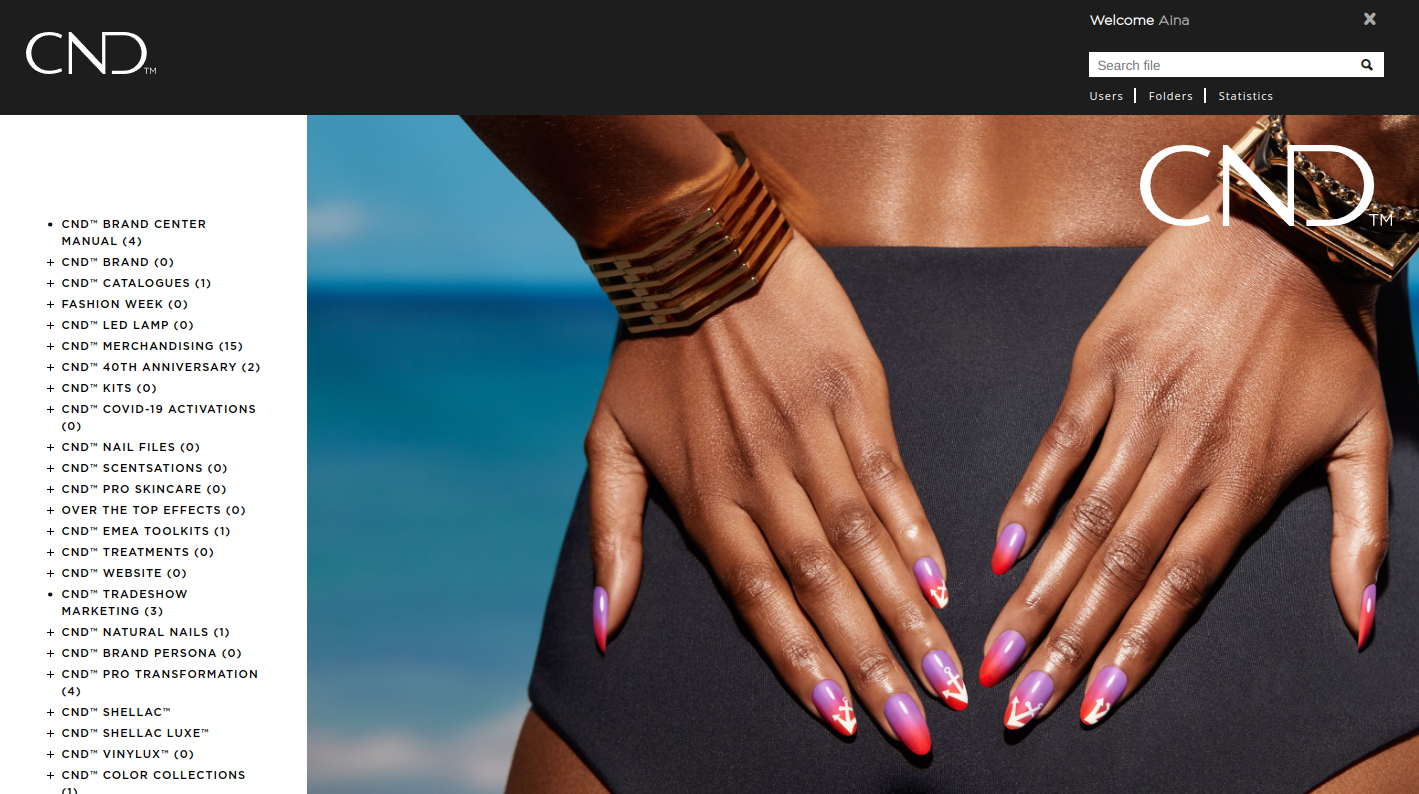 CND™
Welcome Aina
Search file
Users
Folders
Statistics
CND™
CND™ BRAND CENTER
MANUAL (4)
CND™ BRAND (0)
CND™ CATALOGUES (1)
FASHION WEEK (0)
CND™ LED LAMP (0)
CND™ MERCHANDISING (15)
CND™ 40TH ANNIVERSARY (2)
CND™ KITS (0)
CND™ COVID-19 ACTIVATIONS
(0)
CND™ NAIL FILES (0)
CND™ SCENTSATIONS (0)
CND™ PRO SKINCARE (0)
OVER THE TOP EFFECTS (0)
CND™ EMEA TOOLKITS (1)
CND™ TREATMENTS (0)
CND™ WEBSITE (0)
CND™ TRADESHOW
MARKETING (3)
CND™ NATURAL NAILS (1)
CND™ BRAND PERSONA (0)
CND™ PRO TRANSFORMATION
(4)
CND™ SHELLAC™
CND™ SHELLAC LUXE™
CND™ VINYLUX™ (0)
CND™ COLOR COLLECTIONS
(1)